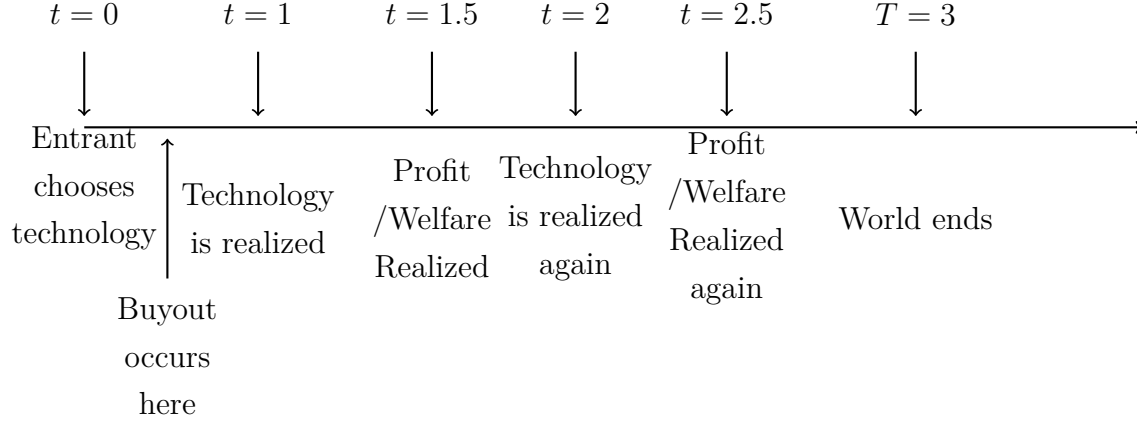 t = 0
t = 1
t = 1.5
t = 2
t = 2.5
T = 3
Entrant
chooses
technology
Buyout
occurs
here
Technology
is realized
Profit
/Welfare
Realized
Technology
is realized
again
Profit
/Welfare
Realized
again
World ends